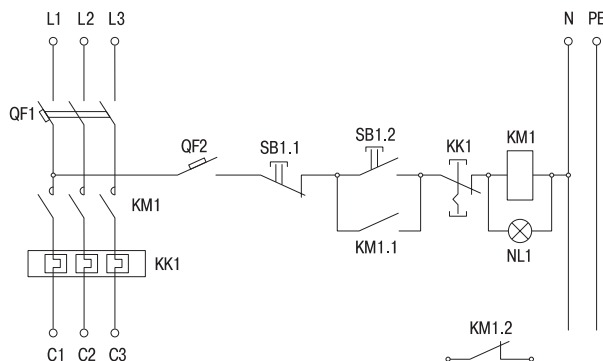 L1 L2 L3 N PE
QF1
QF2 SB1.1 SB1.2 KK1 KM1
KM1
KM1.1 NL1
KK1
KM1.2
C1 C2 C3